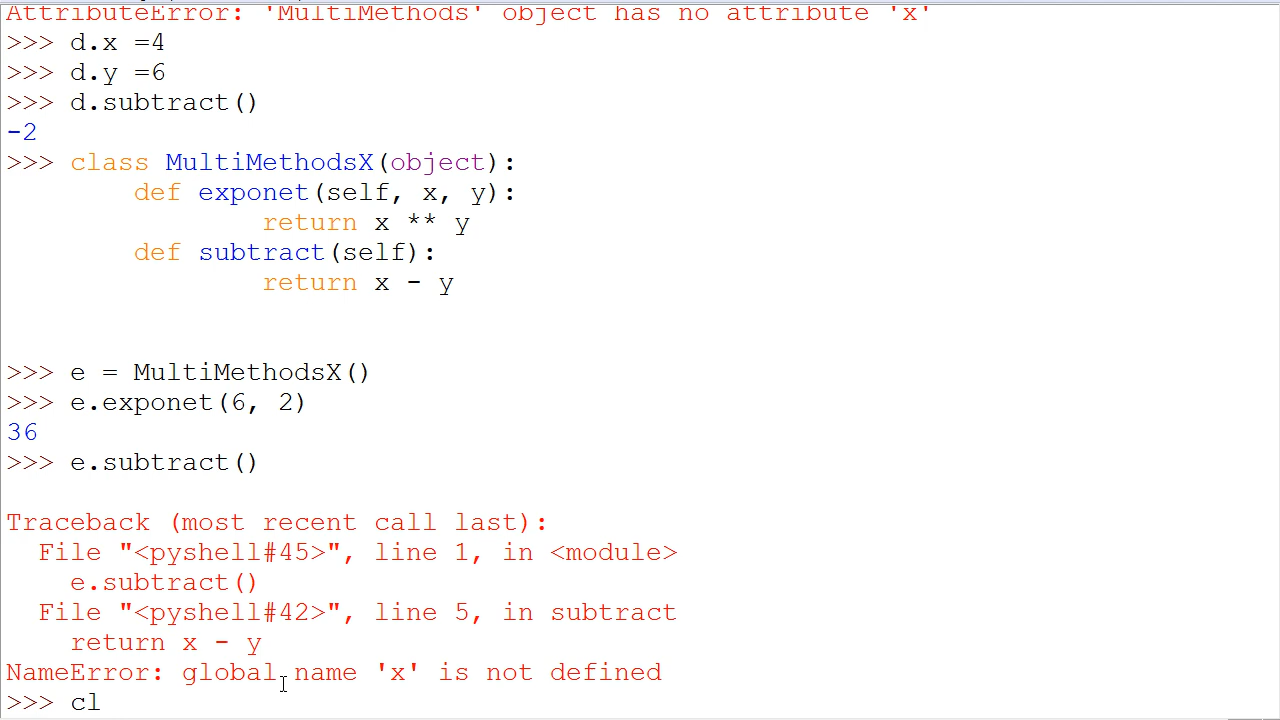 AttributeError: 'MultiMethods' object has no attribute 'x'
>>> d.x =4
>>> d.y =6
>>> d.subtract()
-2
>>> class MultiMethodsX(object):
        def exponet(self, x, y):
                return x ** y
        def subtract(self):
                return x - y
>>> e = MultiMethodsX()
>>> e.exponet(6, 2)
36
>>> e.subtract()
Traceback (most recent call last):
  File "<pyshell#45>", line 1, in <module>
    e.subtract()
  File "<pyshell#42>", line 5, in subtract
    return x - y
NameError: global name 'x' is not defined
>>> cl